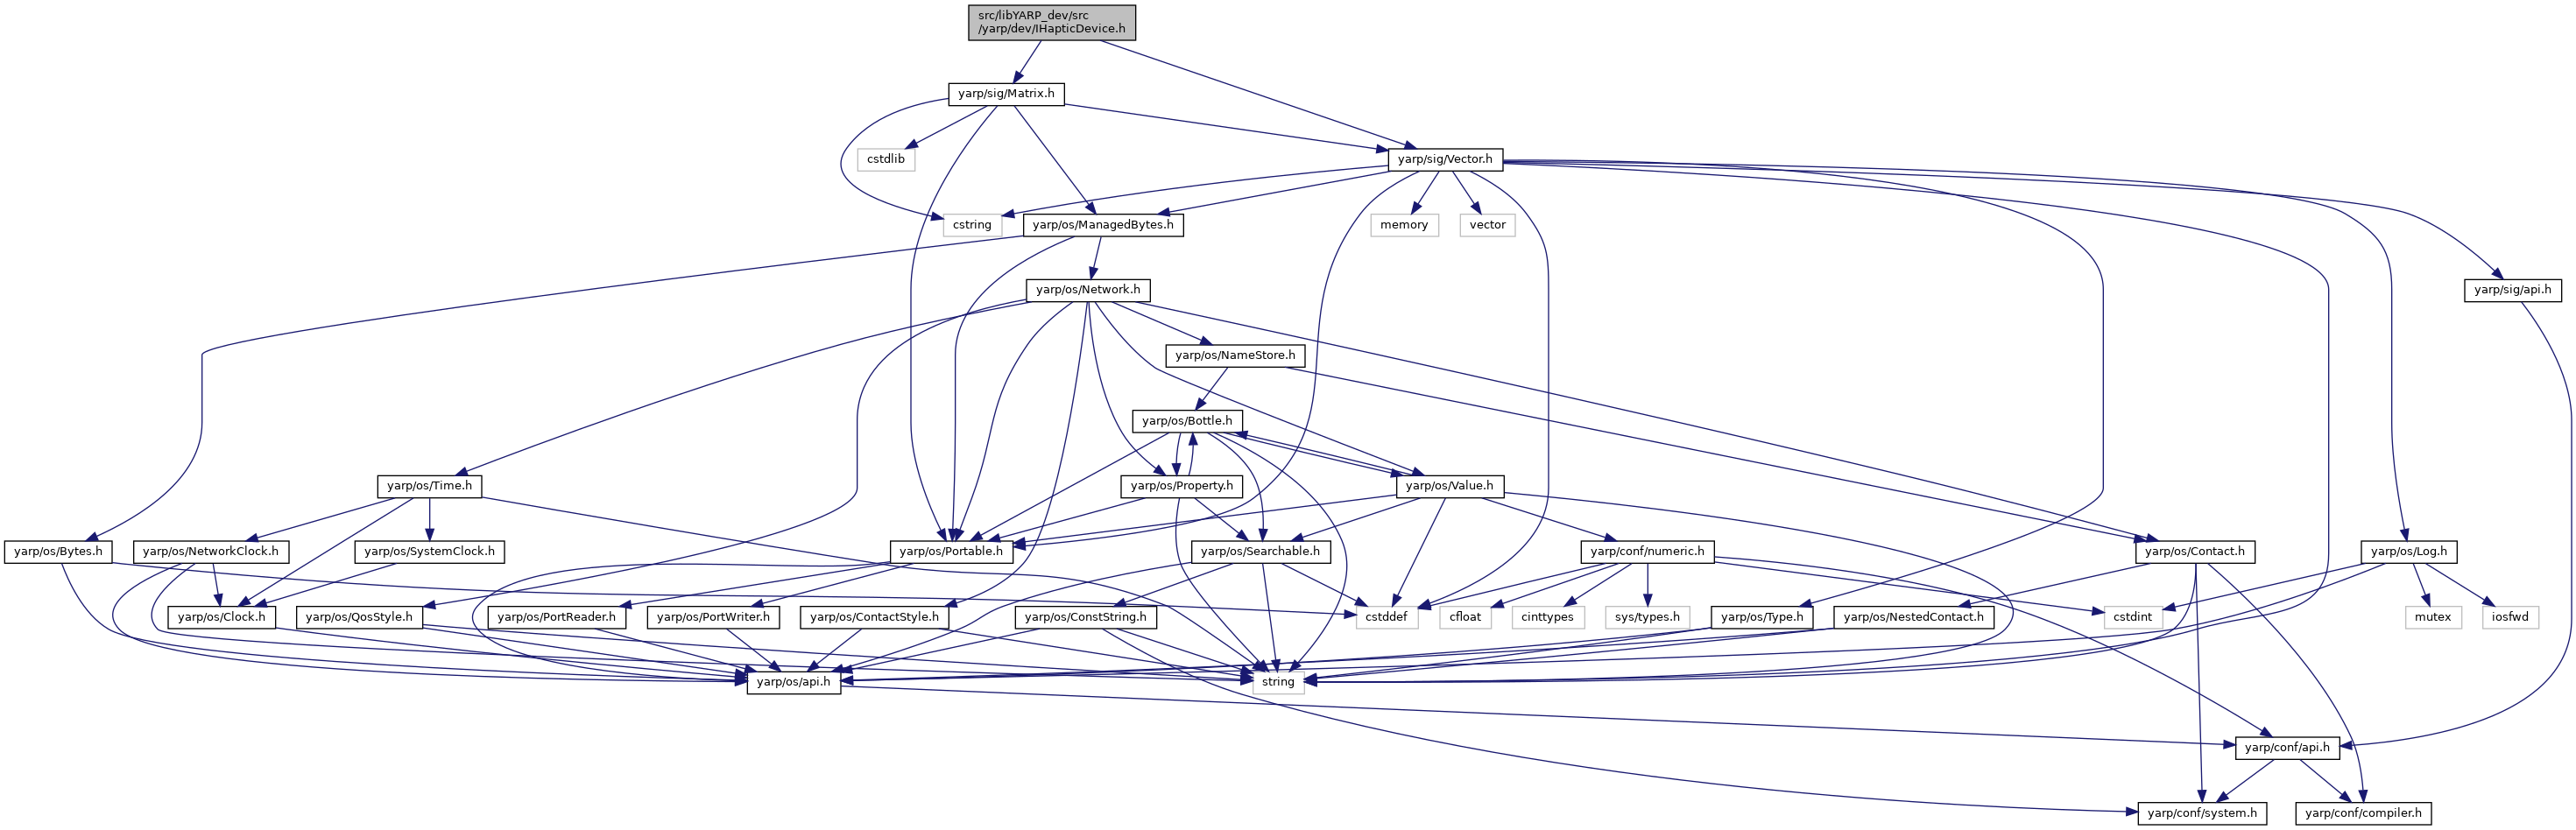 src/libYARP_dev/src
/yarp/dev/IHapticDevice.h
yarp/sig/Matrix.h
cstdlib
yarp/sig/Vector.h
cstring
yarp/os/ManagedBytes.h
memory
vector
yarp/os/Network.h
yarp/sig/api.h
yarp/os/NameStore.h
yarp/os/Bottle.h
yarp/os/Time.h
yarp/os/Property.h
yarp/os/Value.h
yarp/os/Bytes.h
yarp/os/NetworkClock.h
yarp/os/SystemClock.h
yarp/os/Portable.h
yarp/os/Searchable.h
yarp/conf/numeric.h
yarp/os/Contact.h
yarp/os/Log.h
yarp/os/Clock.h
yarp/os/QosStyle.h
yarp/os/PortReader.h
yarp/os/PortWriter.h
yarp/os/ContactStyle.h
yarp/os/ConstString.h
cstddef
cfloat
cinttypes
sys/types.h
yarp/os/Type.h
yarp/os/NestedContact.h
cstdint
mutex
iosfwd
yarp/os/api.h
string
yarp/conf/api.h
yarp/conf/system.h
yarp/conf/compiler.h